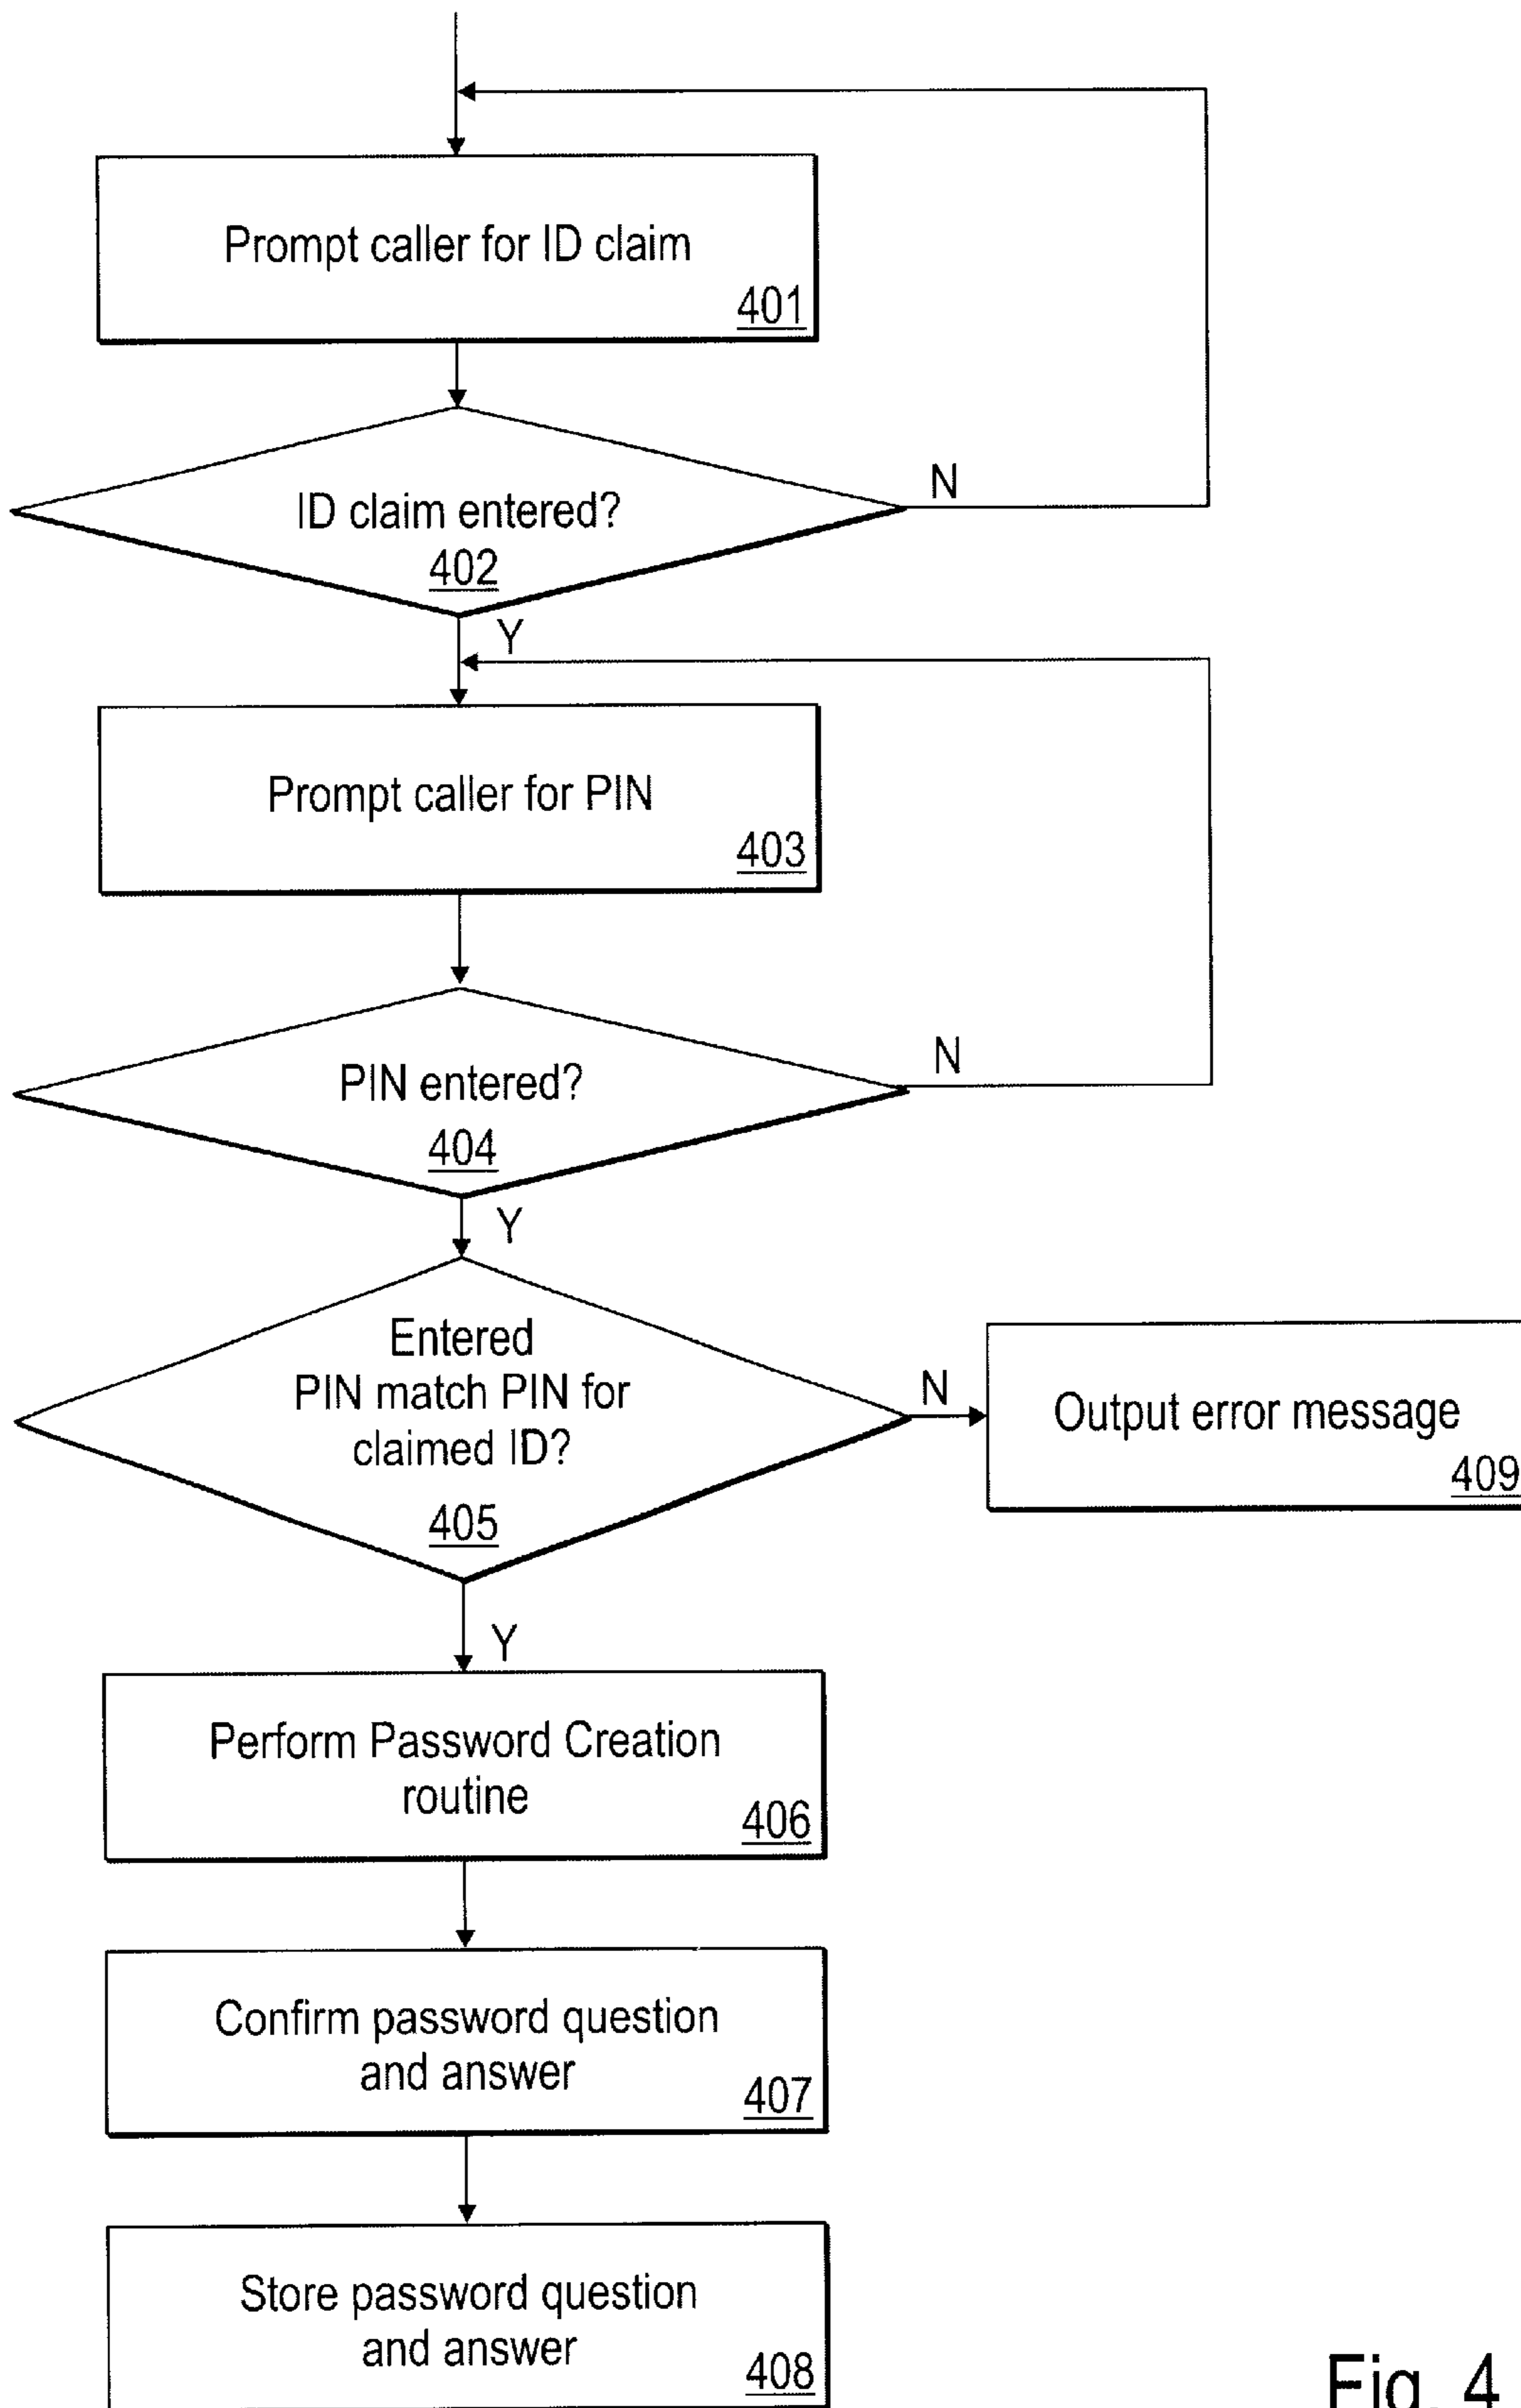 Prompt caller for ID claim
401
ID claim entered?
402
N
Y
Prompt caller for PIN
403
PIN entered?
404
N
Y
Entered
PIN match PIN for
claimed ID?
405
N
Output error message
409
Y
Perform Password Creation
routine
406
Confirm password question
and answer
407
Store password question
and answer
408
Fig. 4